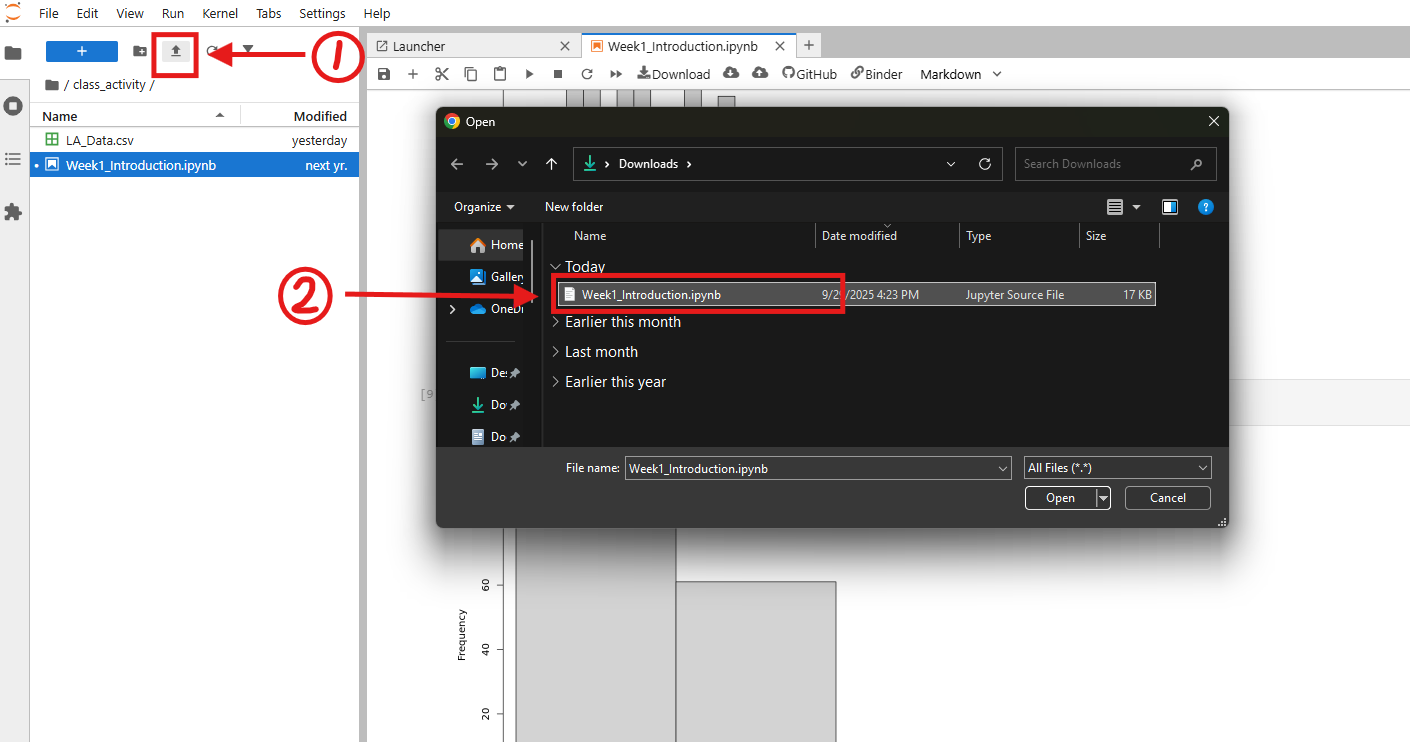 File Edit View Run Kernel Tabs Settings Help
1
/ class_activity /
Name Modified
LA_Data.csv yesterday
Week1_Introduction.ipynb next yr.
Launcher Week1_Introduction.ipynb
Download GitHub Binder Markdown
Open
Downloads
Search Downloads
Organize New folder
Name Date modified Type Size
Home
Gallery
OneDr
Des
Do
Do
2
Today
Week1_Introduction.ipynb 9/29/2025 4:23 PM Jupyter Source File 17 KB
Earlier this month
Last month
Earlier this year
[9
File name: Week1_Introduction.ipynb All Files (*.*)
Open Cancel
Frequency
60
40
20